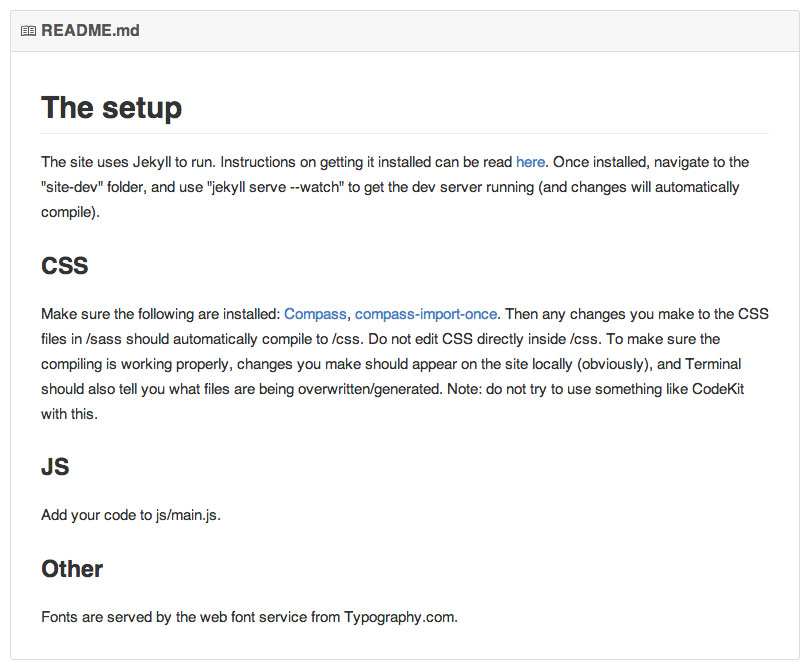 README.md
The setup
The site uses Jekyll to run. Instructions on getting it installed can be read here. Once installed, navigate to the
"site-dev" folder, and use "jekyll serve --watch" to get the dev server running (and changes will automatically
compile).
CSS
Make sure the following are installed: Compass, compass-import-once. Then any changes you make to the CSS
files in /sass should automatically compile to /css. Do not edit CSS directly inside /css. To make sure the
compiling is working properly, changes you make should appear on the site locally (obviously), and Terminal
should also tell you what files are being overwritten/generated. Note: do not try to use something like CodeKit
with this.
JS
Add your code to js/main.js.
Other
Fonts are served by the web font service from Typography.com.